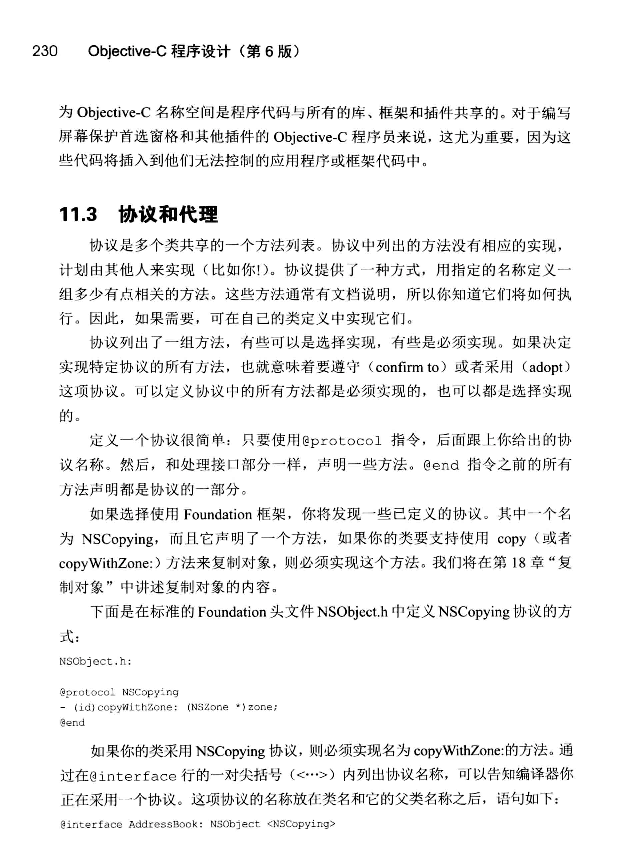 230 Objective-C 程序设计（第 6 版）
为 Objective-C 名称空间是程序代码与所有的库、框架和插件共享的。对于编写
屏幕保护首选窗格和其他插件的 Objective-C 程序员来说，这尤为重要，因为这
些代码将插入到他们无法控制的应用程序或框架代码中。
11.3 协议和代理
协议是多个类共享的一个方法列表。协议中列出的方法没有相应的实现，
计划由其他人来实现（比如你!）。协议提供了一种方式，用指定的名称定义一
组多少有点相关的方法。这些方法通常有文档说明，所以你知道它们将如何执
行。因此，如果需要，可在自己的类定义中实现它们。
协议列出了一组方法，有些可以是选择实现，有些是必须实现。如果决定
实现特定协议的所有方法，也就意味着要遵守（confirm to）或者采用（adopt）
这项协议。可以定义协议中的所有方法都是必须实现的，也可以都是选择实现
的。
定义一个协议很简单：只要使用@protocol 指令，后面跟上你给出的协
议名称。然后，和处理接口部分一样，声明一些方法。@end 指令之前的所有
方法声明都是协议的一部分。
如果选择使用 Foundation 框架，你将发现一些已定义的协议。其中一个名
为 NSCopying，而且它声明了一个方法，如果你的类要支持使用 copy（或者
copyWithZone:）方法来复制对象，则必须实现这个方法。我们将在第 18 章“复
制对象”中讲述复制对象的内容。
下面是在标准的 Foundation 头文件 NSObject.h 中定义 NSCopying 协议的方
式：
NSObject.h:
@protocol NSCopying
- (id)copyWithZone: (NSZone *)zone;
@end
如果你的类采用 NSCopying 协议，则必须实现名为 copyWithZone:的方法。通
过在@interface 行的一对尖括号（<…>）内列出协议名称，可以告知编译器你
正在采用一个协议。这项协议的名称放在类名和它的父类名称之后，语句如下：
@interface AddressBook: NSObject <NSCopying>